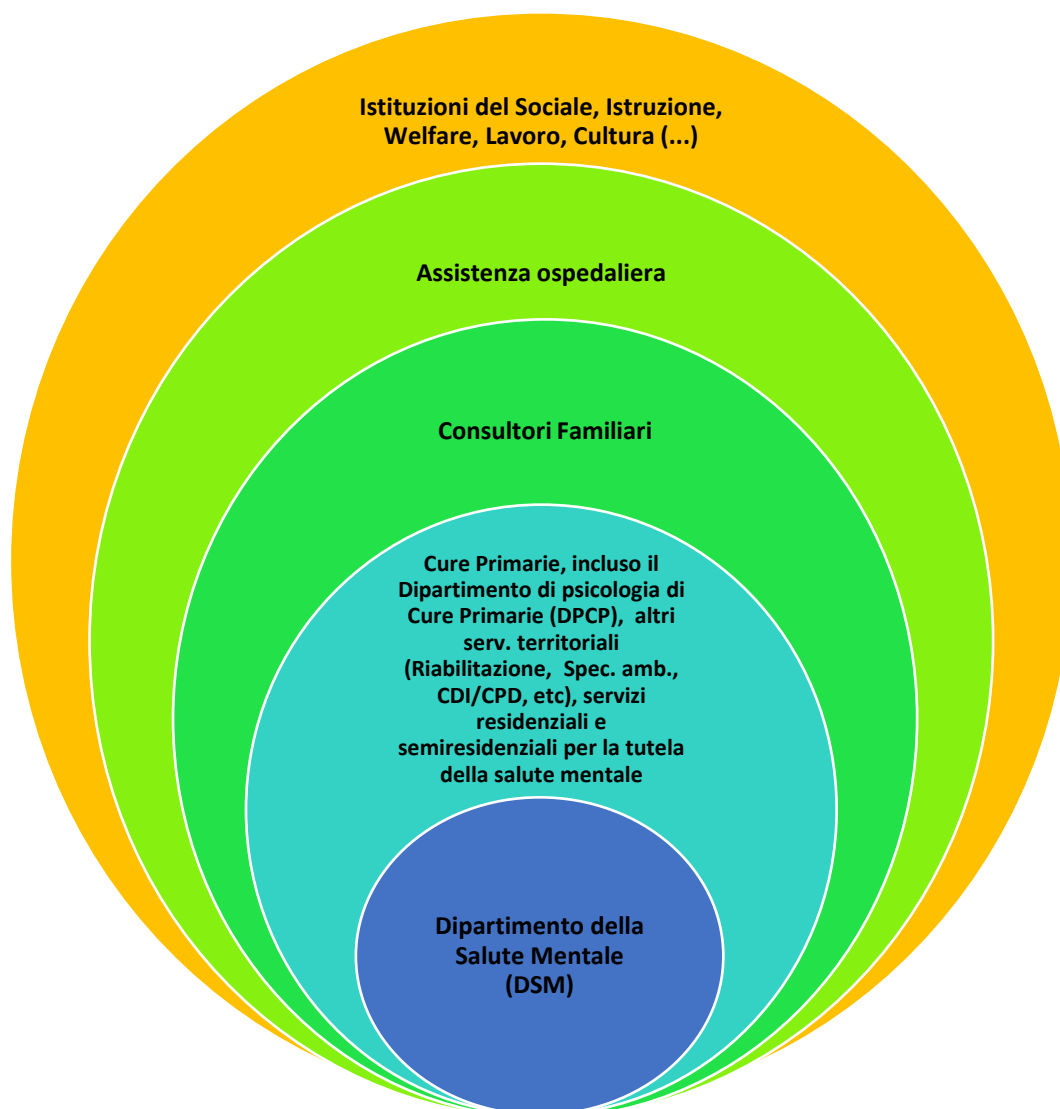 Istituzioni del Sociale, Istruzione,
Welfare, Lavoro, Cultura (...)
Assistenza ospedaliera
Consultori Familiari
Cure Primarie, incluso il
Dipartimento di psicologia di
Cure Primarie (DPCP), altri
serv. territoriali
(Riabilitazione, Spec. amb.,
CDI/CPD, etc), servizi
residenziali e
semiresidenziali per la tutela
della salute mentale
Dipartimento della
Salute Mentale
(DSM)